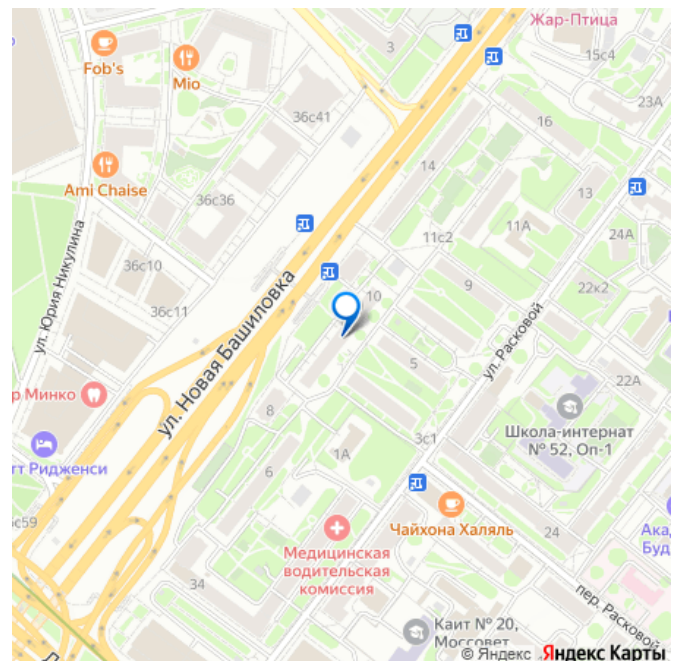 Жар-Птица
3
15с4
Fob's
Mio
23А
36с41
16
14
Ami Chaise
13
36с36
11А
24А
11с2
ул. Юрия Никулина
36с10
ул. Новая Башиловка
9
22к2
10
36с11
ул. Расковой
5
22А
р Минко
8
Школа-интернат
№ 52, Оп-1
3с1
1А
тт Ридженси
6
с59
Чайхона Халяль
24
Ака
Буд
Медицинская
водительская
комиссия
34
пер. Расковой
Каит № 20,
Моссовет
© Яндекс Яндекс Карты